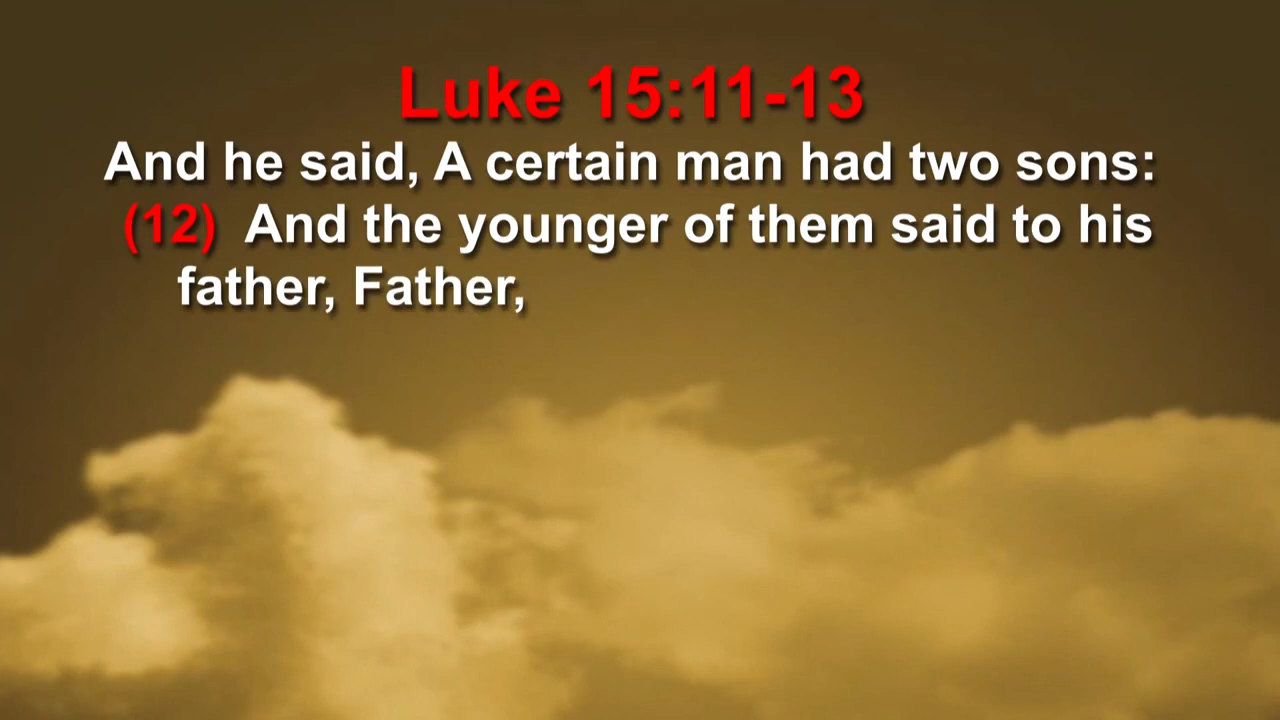 Luke 15:11-13
And he said, A certain man had two sons:
(12) And the younger of them said to his
father, Father,